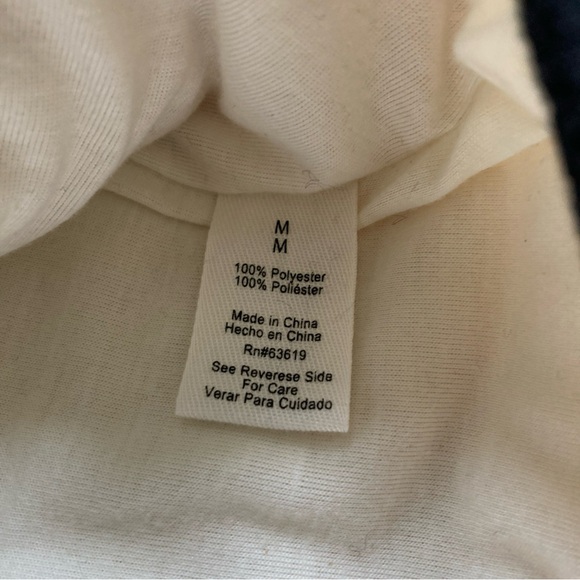 M
M
100% Polyester
100% Poliéster
Made in China
Hecho en China
Rn#63619
See Reverese Side
For Care
Verar Para Cuidado